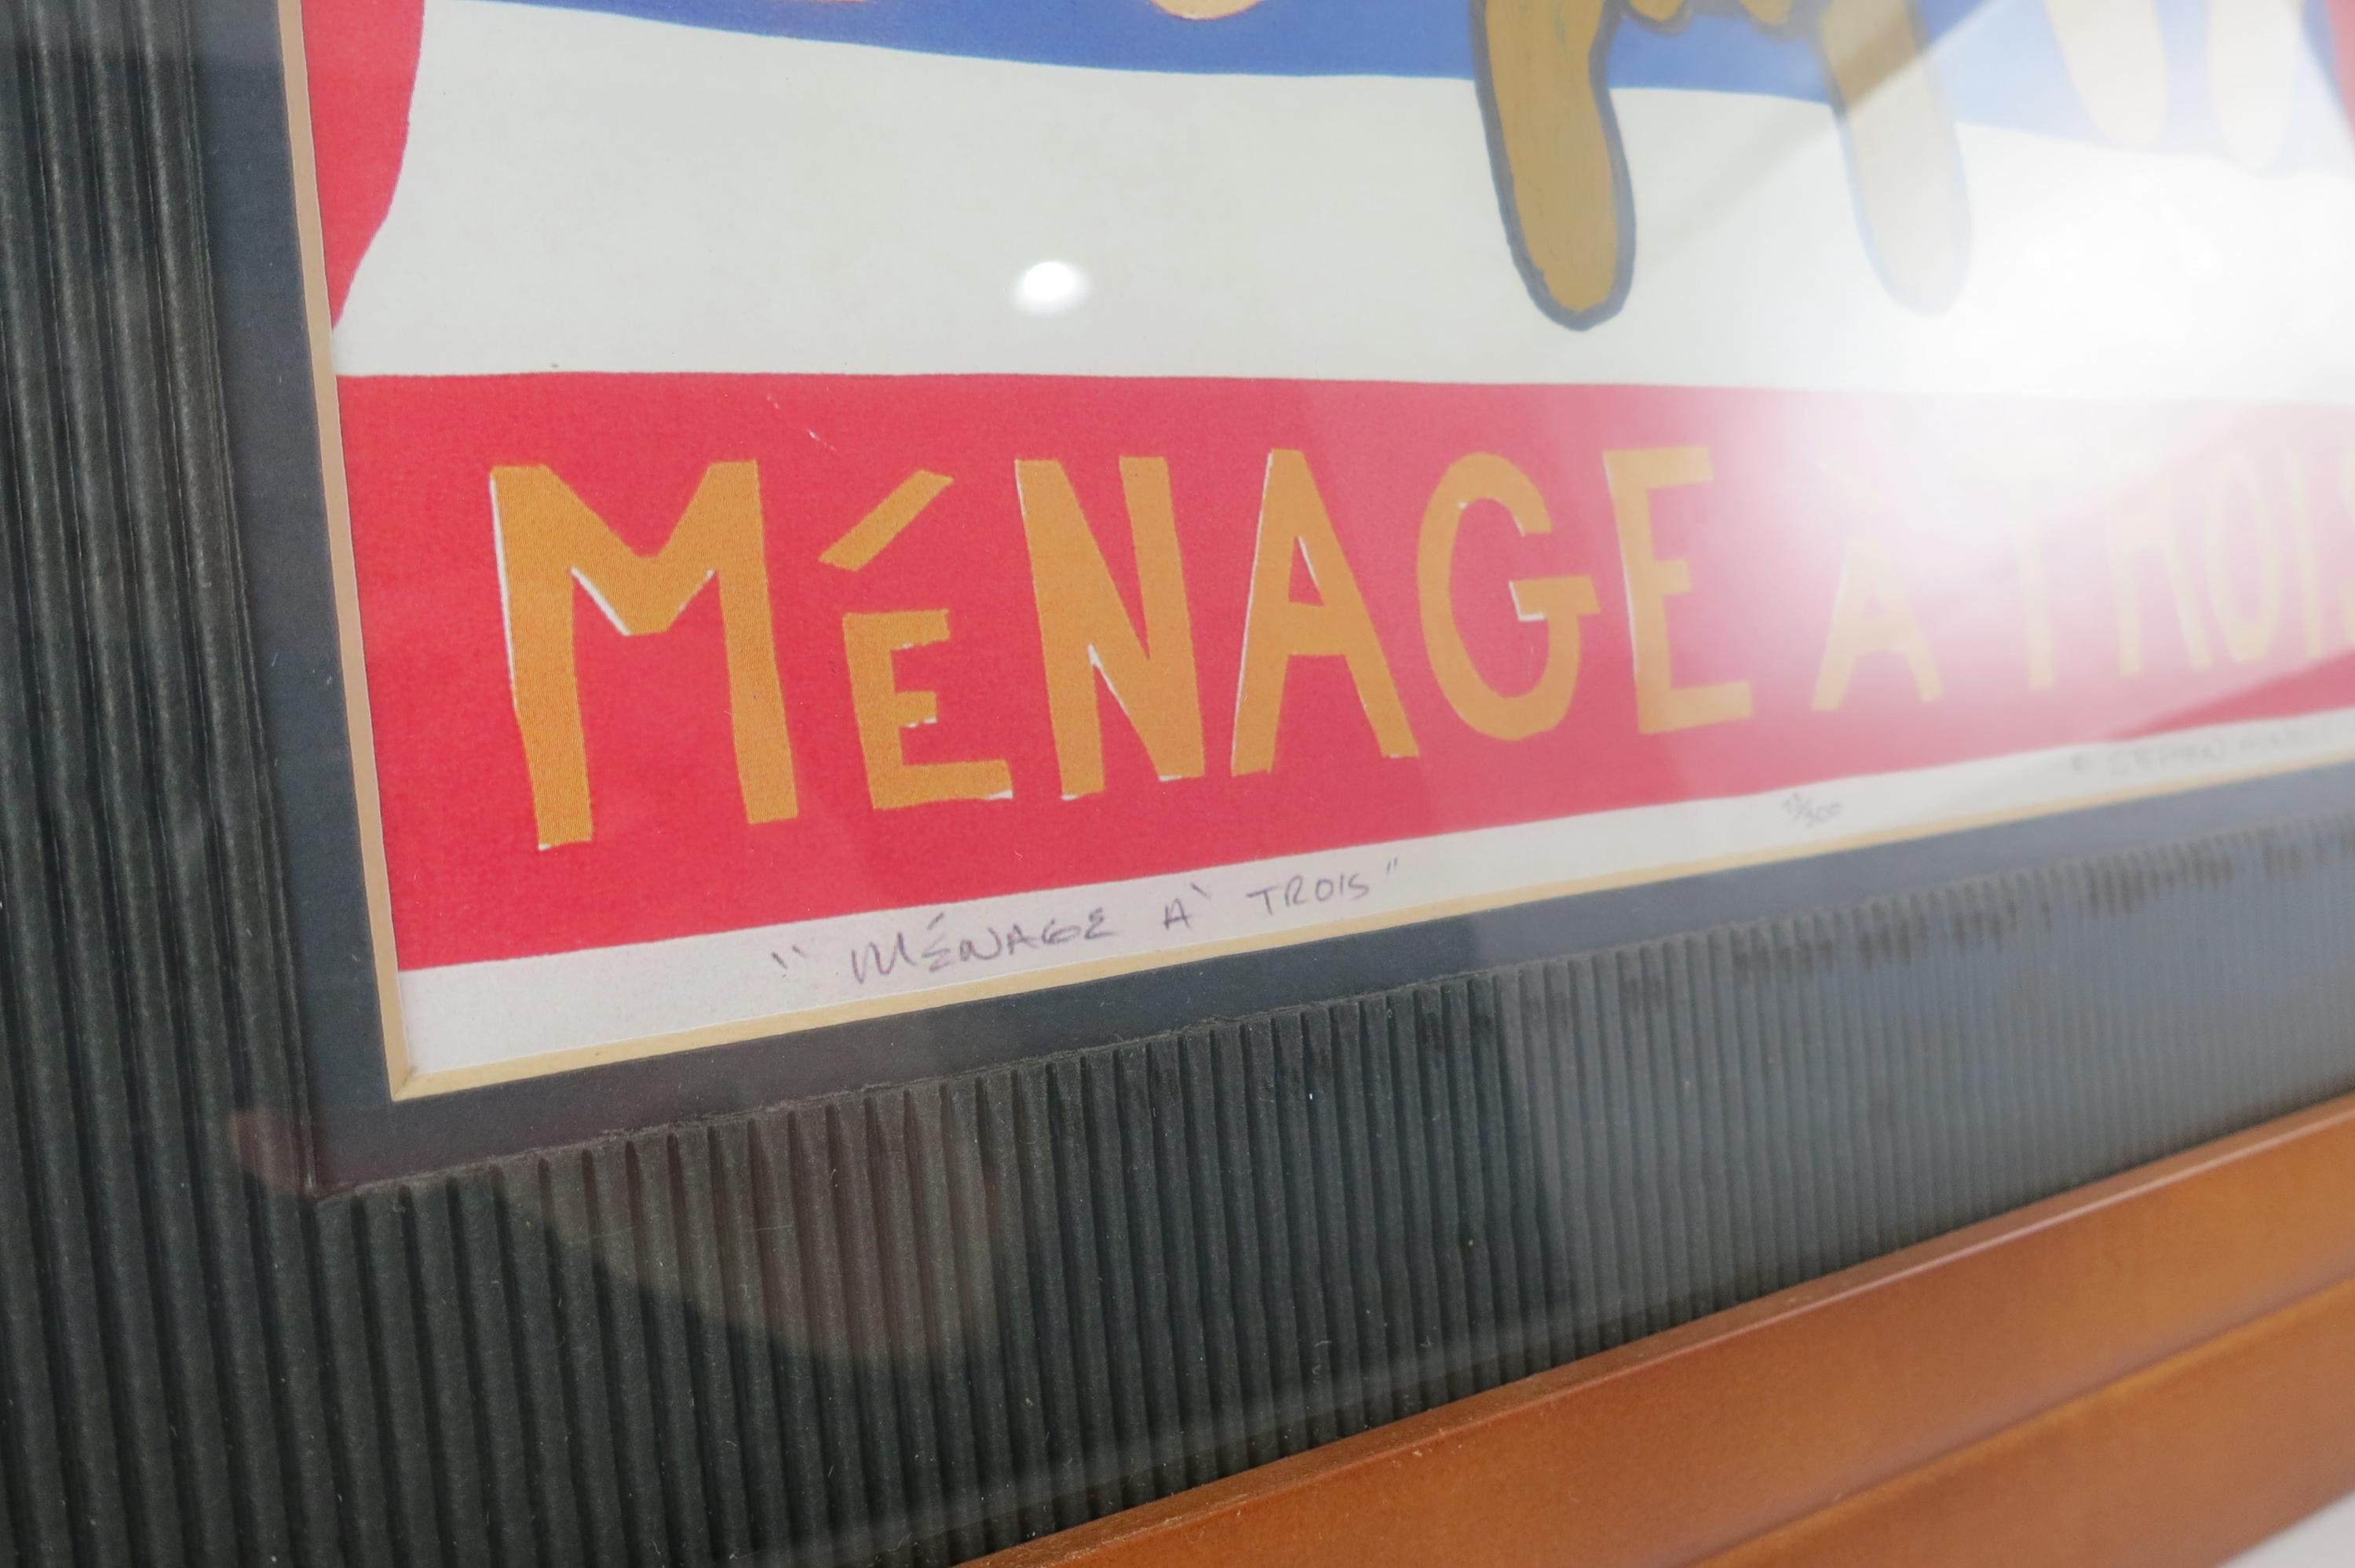 MÉNAGE À TROIS
"MÉNAGE À TROIS"